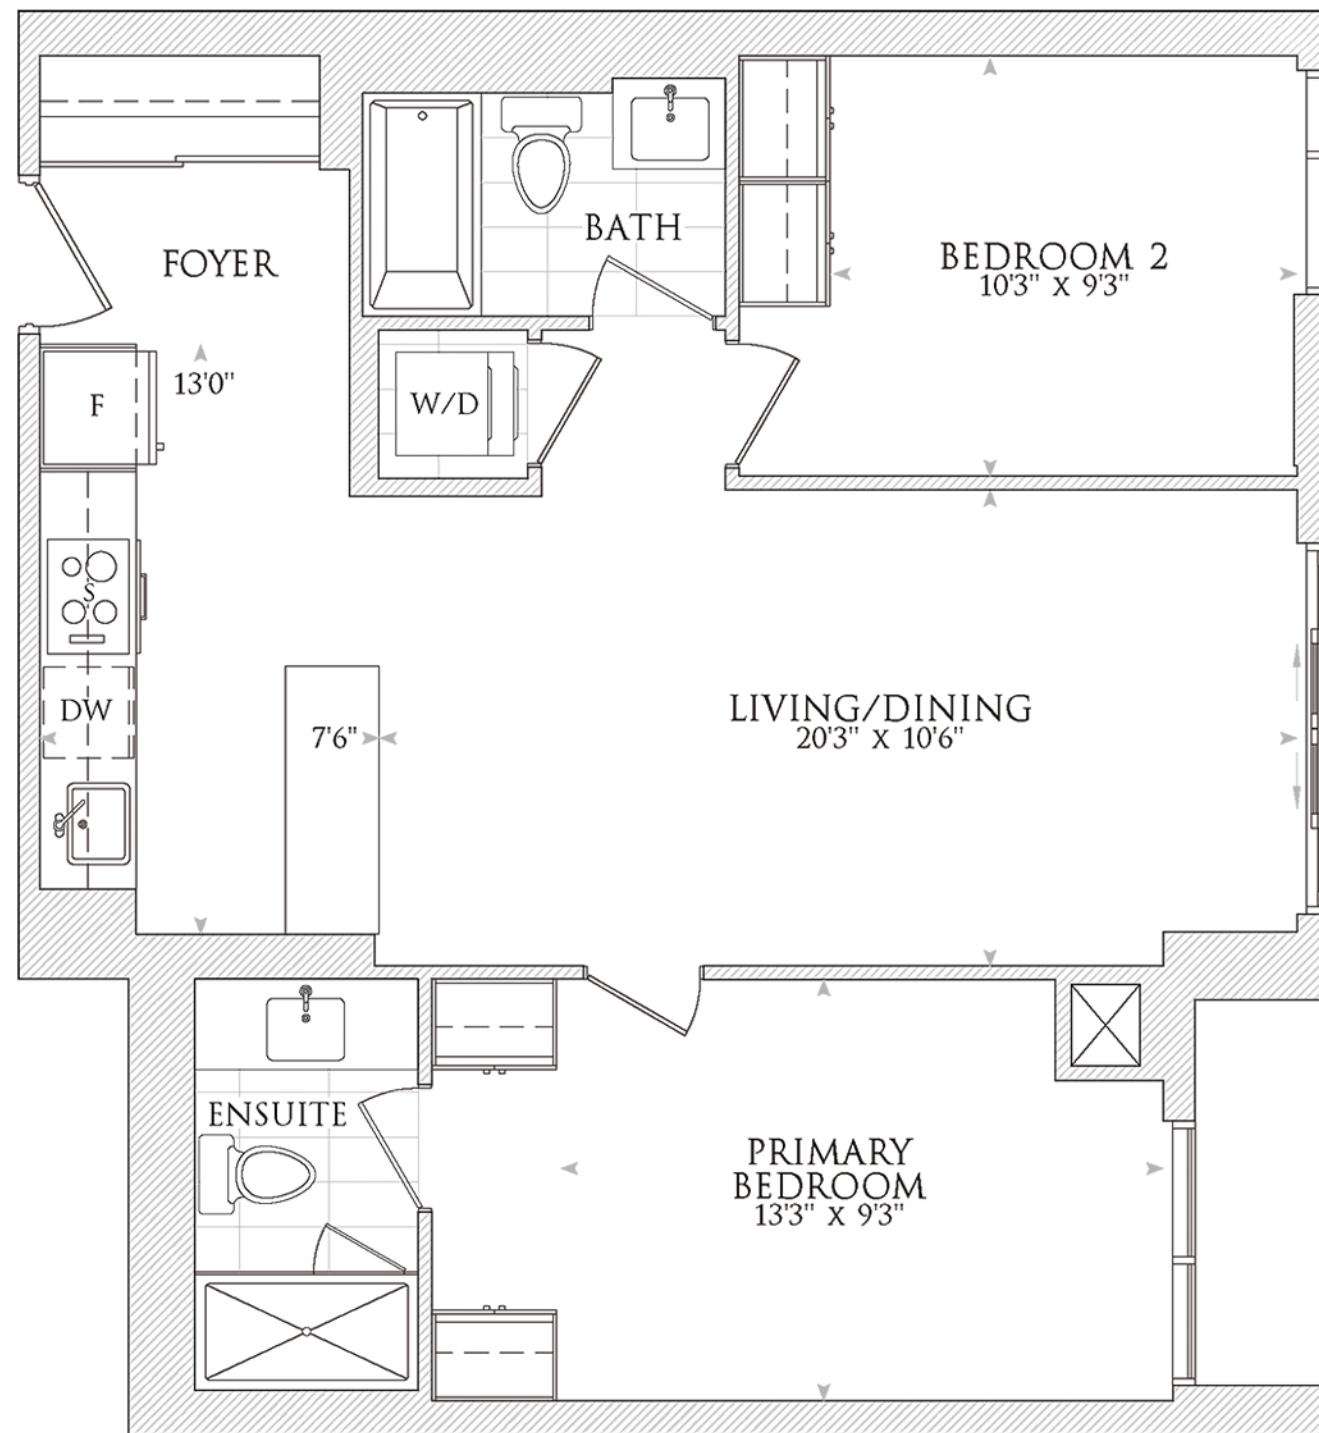 BATH
FOYER
BEDROOM 2
10'3" X 9'3"
13'0"
F
W/D
S
DW
7'6"
LIVING/DINING
20'3" X 10'6"
ENSUITE
PRIMARY
BEDROOM
13'3" X 9'3"